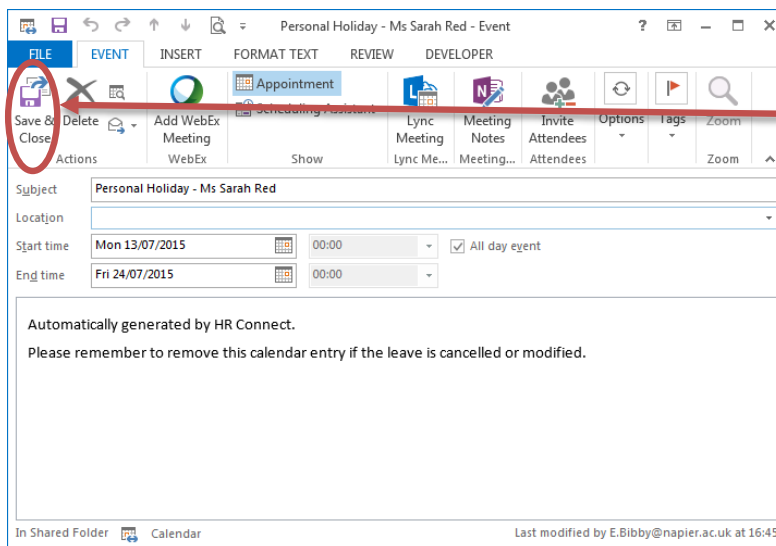 Personal Holiday - Ms Sarah Red - Event
FILE EVENT INSERT FORMAT TEXT REVIEW DEVELOPER
Save & Close
Delete
Actions
Add WebEx Meeting
WebEx
Appointment
Scheduling Assistant
Show
Lync Meeting
Lync Me...
Meeting Notes
Meeting...
Invite Attendees
Attendees
Options
Tags
Zoom
Zoom
Subject Personal Holiday - Ms Sarah Red
Location
Start time Mon 13/07/2015 00:00 All day event
End time Fri 24/07/2015 00:00
Automatically generated by HR Connect.
Please remember to remove this calendar entry if the leave is cancelled or modified.
In Shared Folder Calendar Last modified by E.Bibby@napier.ac.uk at 16:45